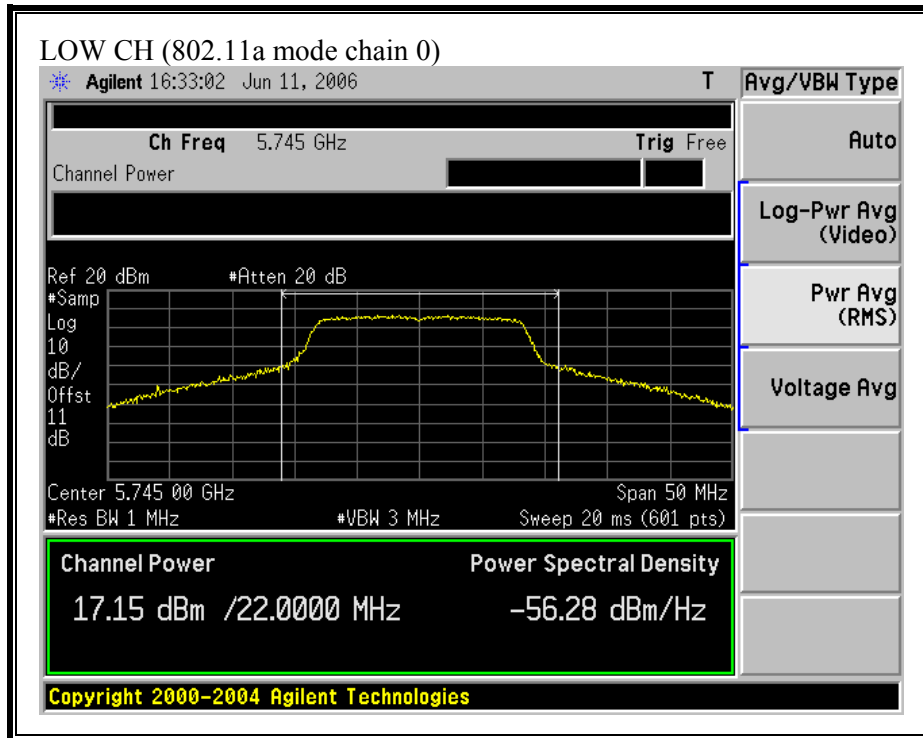 LOW CH (802.11a mode chain 0)
Agilent 16:33:02 Jun 11, 2006 T
Avg/VBW Type
Ch Freq 5.745 GHz Trig Free
Channel Power
Auto
Log-Pwr Avg
(Video)
Pwr Avg
(RMS)
Voltage Avg
Ref 20 dBm #Atten 20 dB
#Samp
Log
10
dB/
Offst
11
dB
Center 5.745 00 GHz Span 50 MHz
#Res BW 1 MHz #VBW 3 MHz Sweep 20 ms (601 pts)
Channel Power Power Spectral Density
17.15 dBm /22.0000 MHz -56.28 dBm/Hz
Copyright 2000-2004 Agilent Technologies